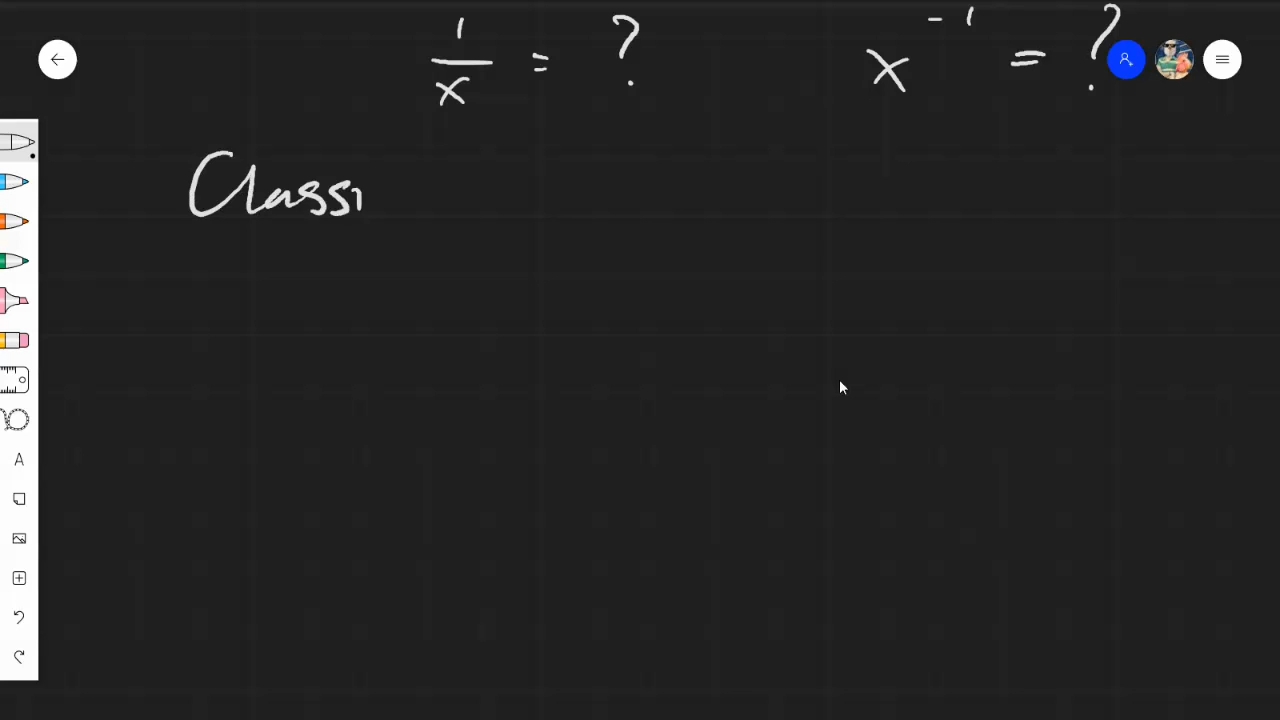 1/x = ? x^-1 = ?
Classi
A